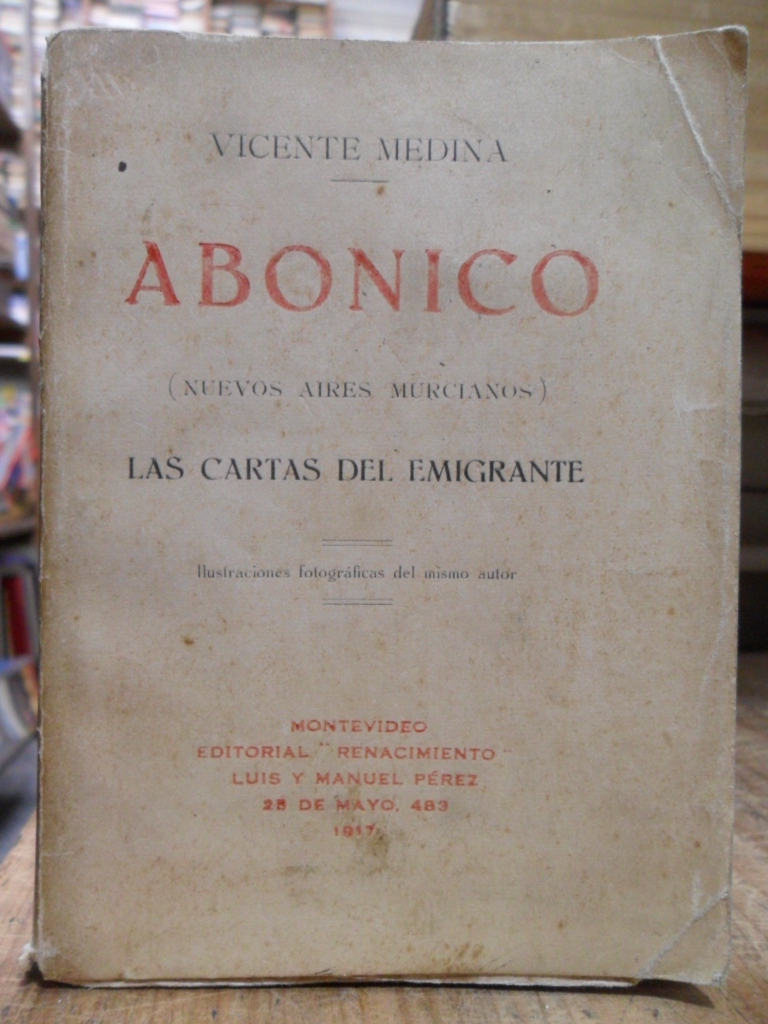 VICENTE MEDINA
ABONICO
(NUEVOS AIRES MURCIANOS)
LAS CARTAS DEL EMIGRANTE
Ilustraciones fotográficas del mismo autor
MONTEVIDEO
EDITORIAL "RENACIMIENTO"
LUIS Y MANUEL PÉREZ
25 DE MAYO, 483
1917